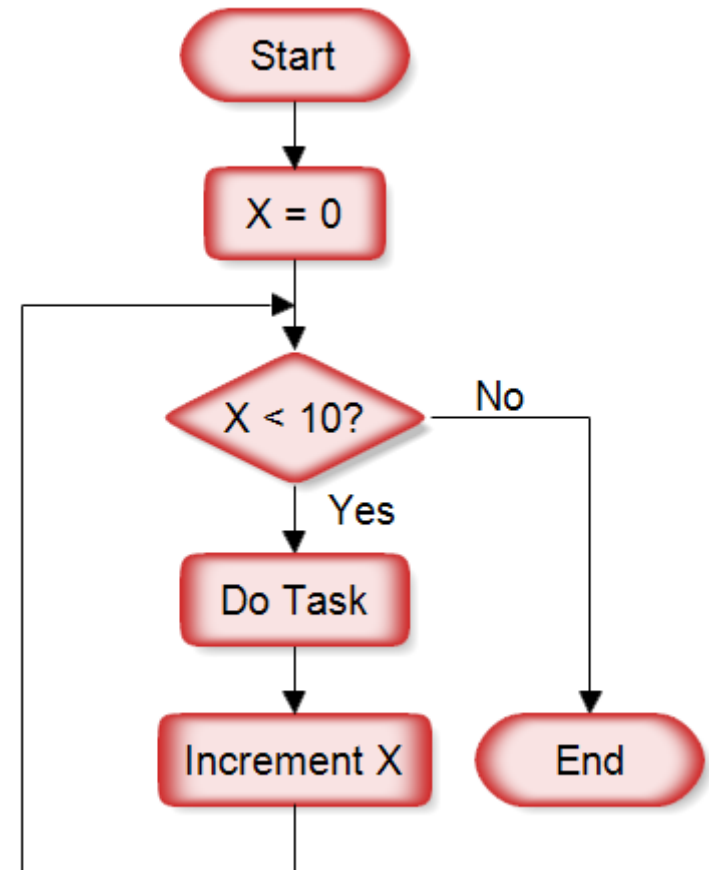 Start
X = 0
X < 10?
No
Yes
Do Task
Increment X
End